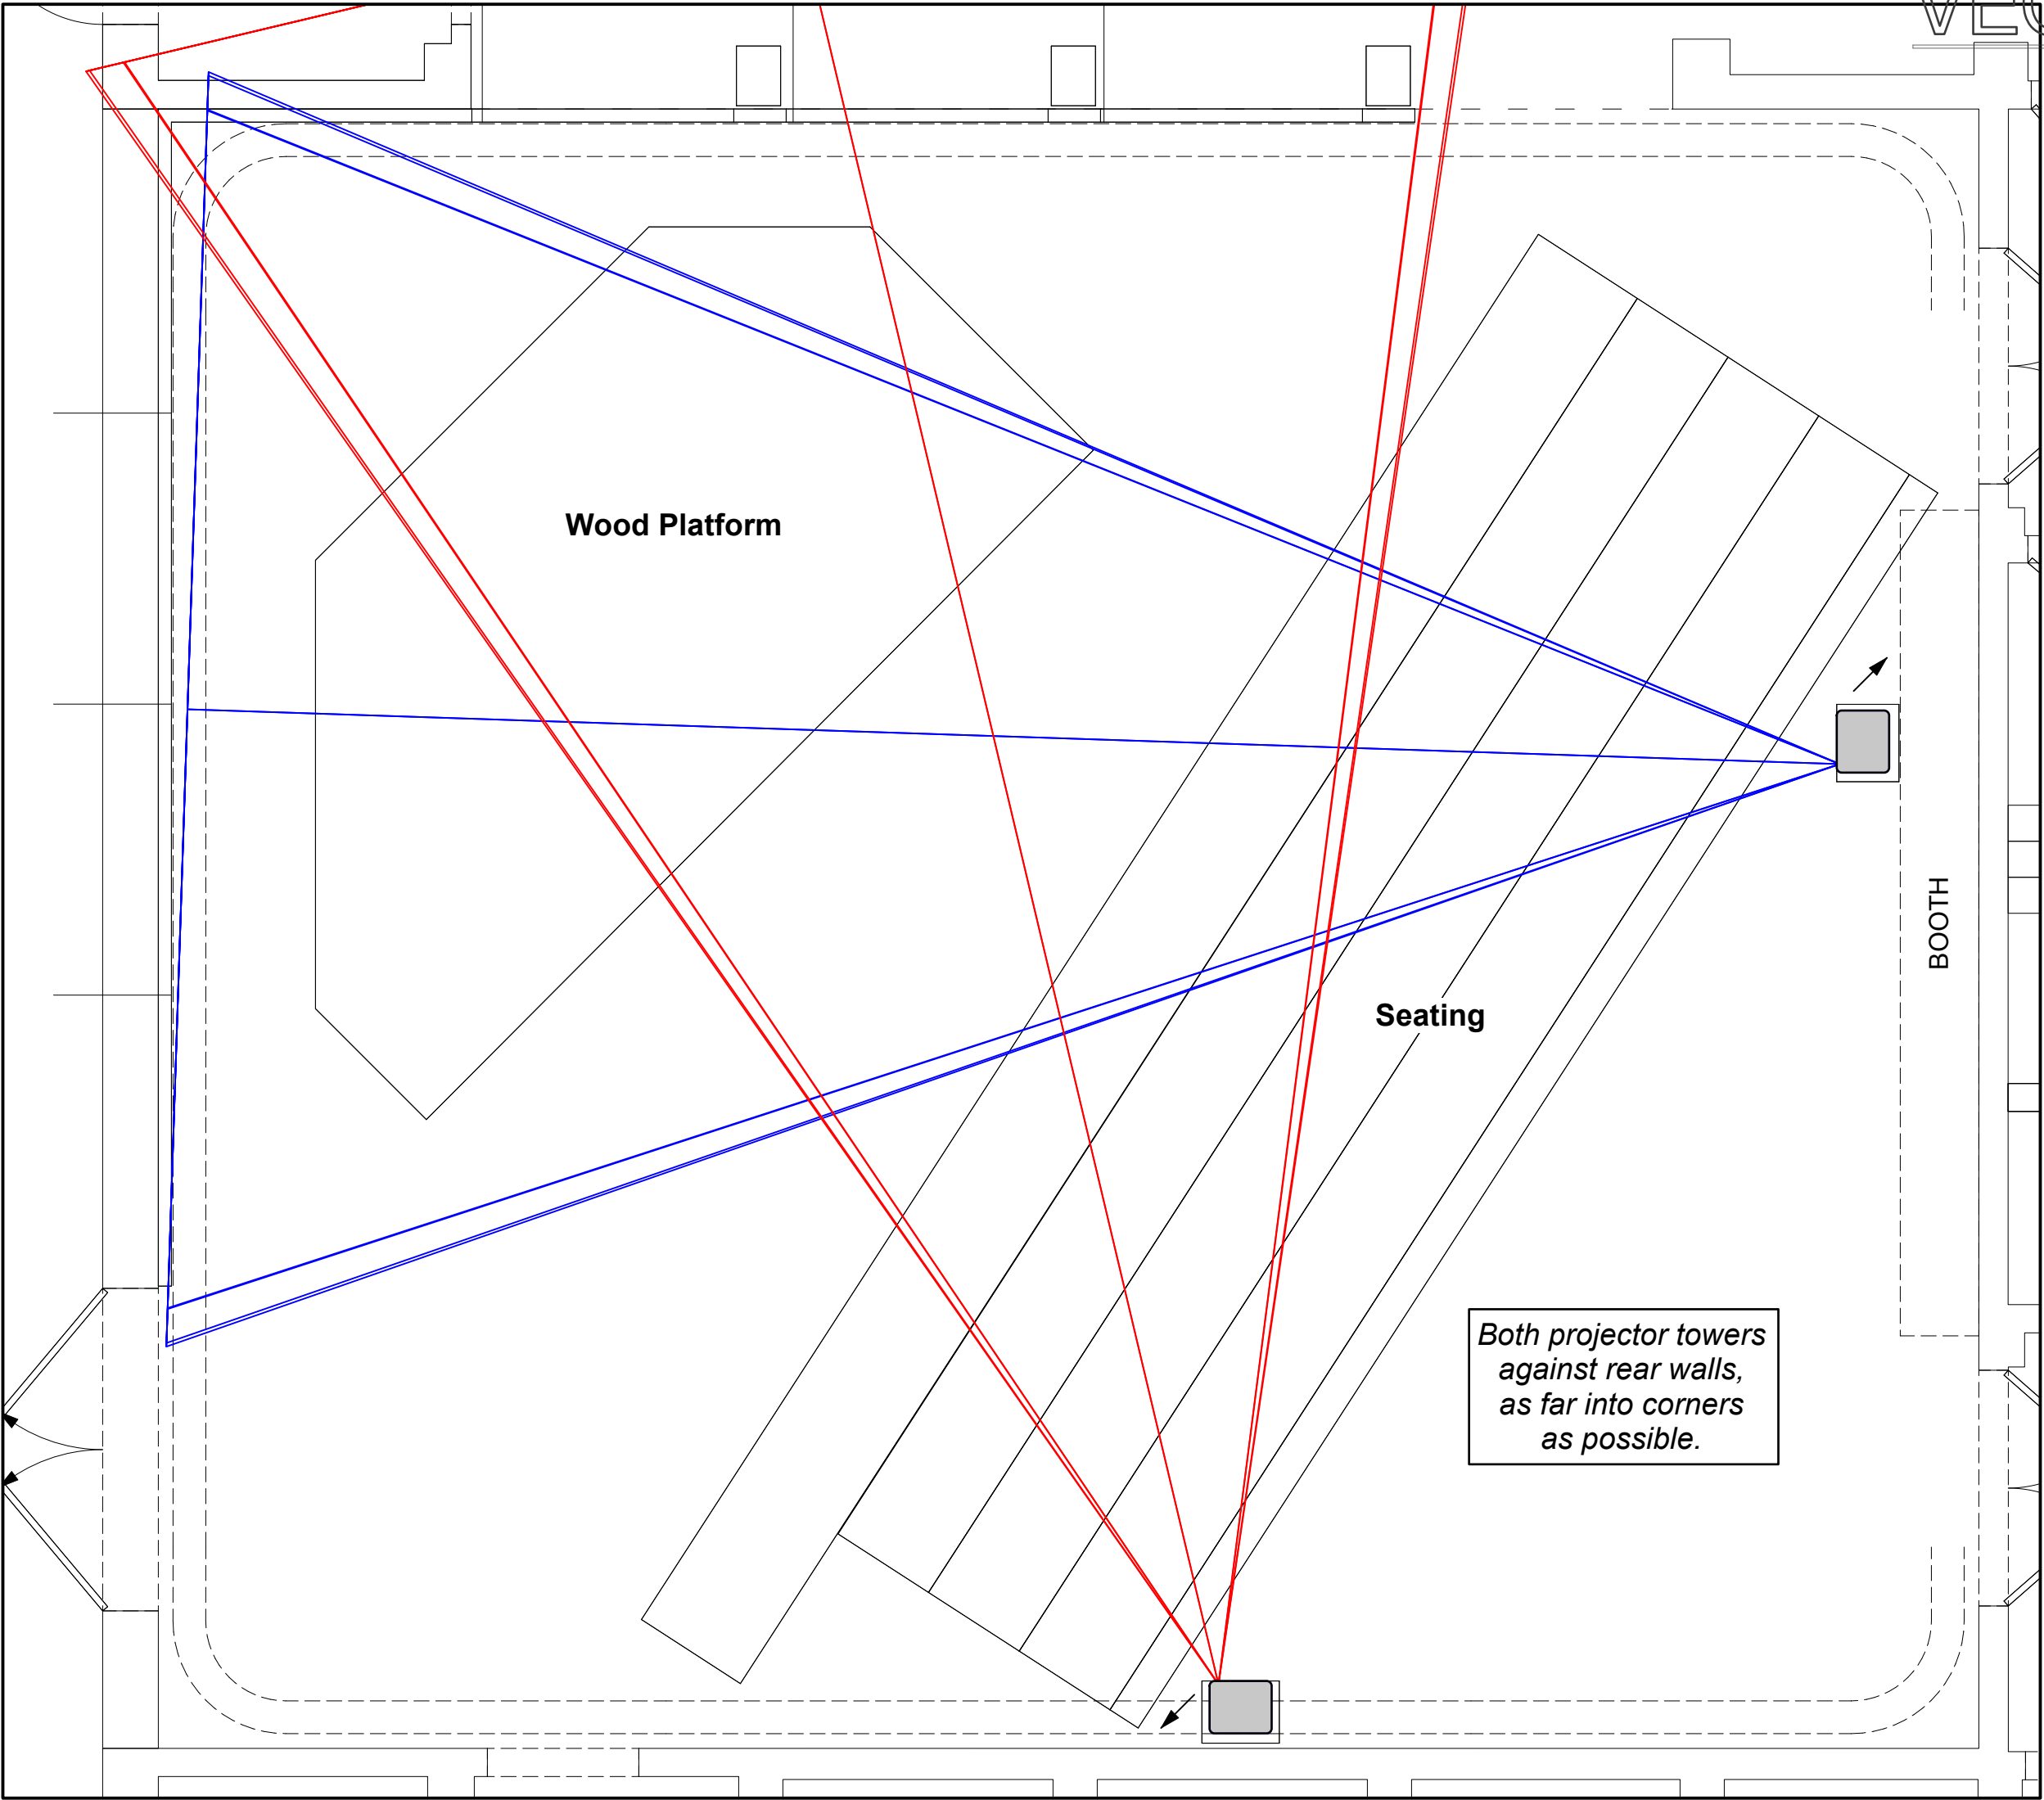 Wood Platform
BOOTH
Seating
Both projector towers
against rear walls,
as far into corners
as possible.